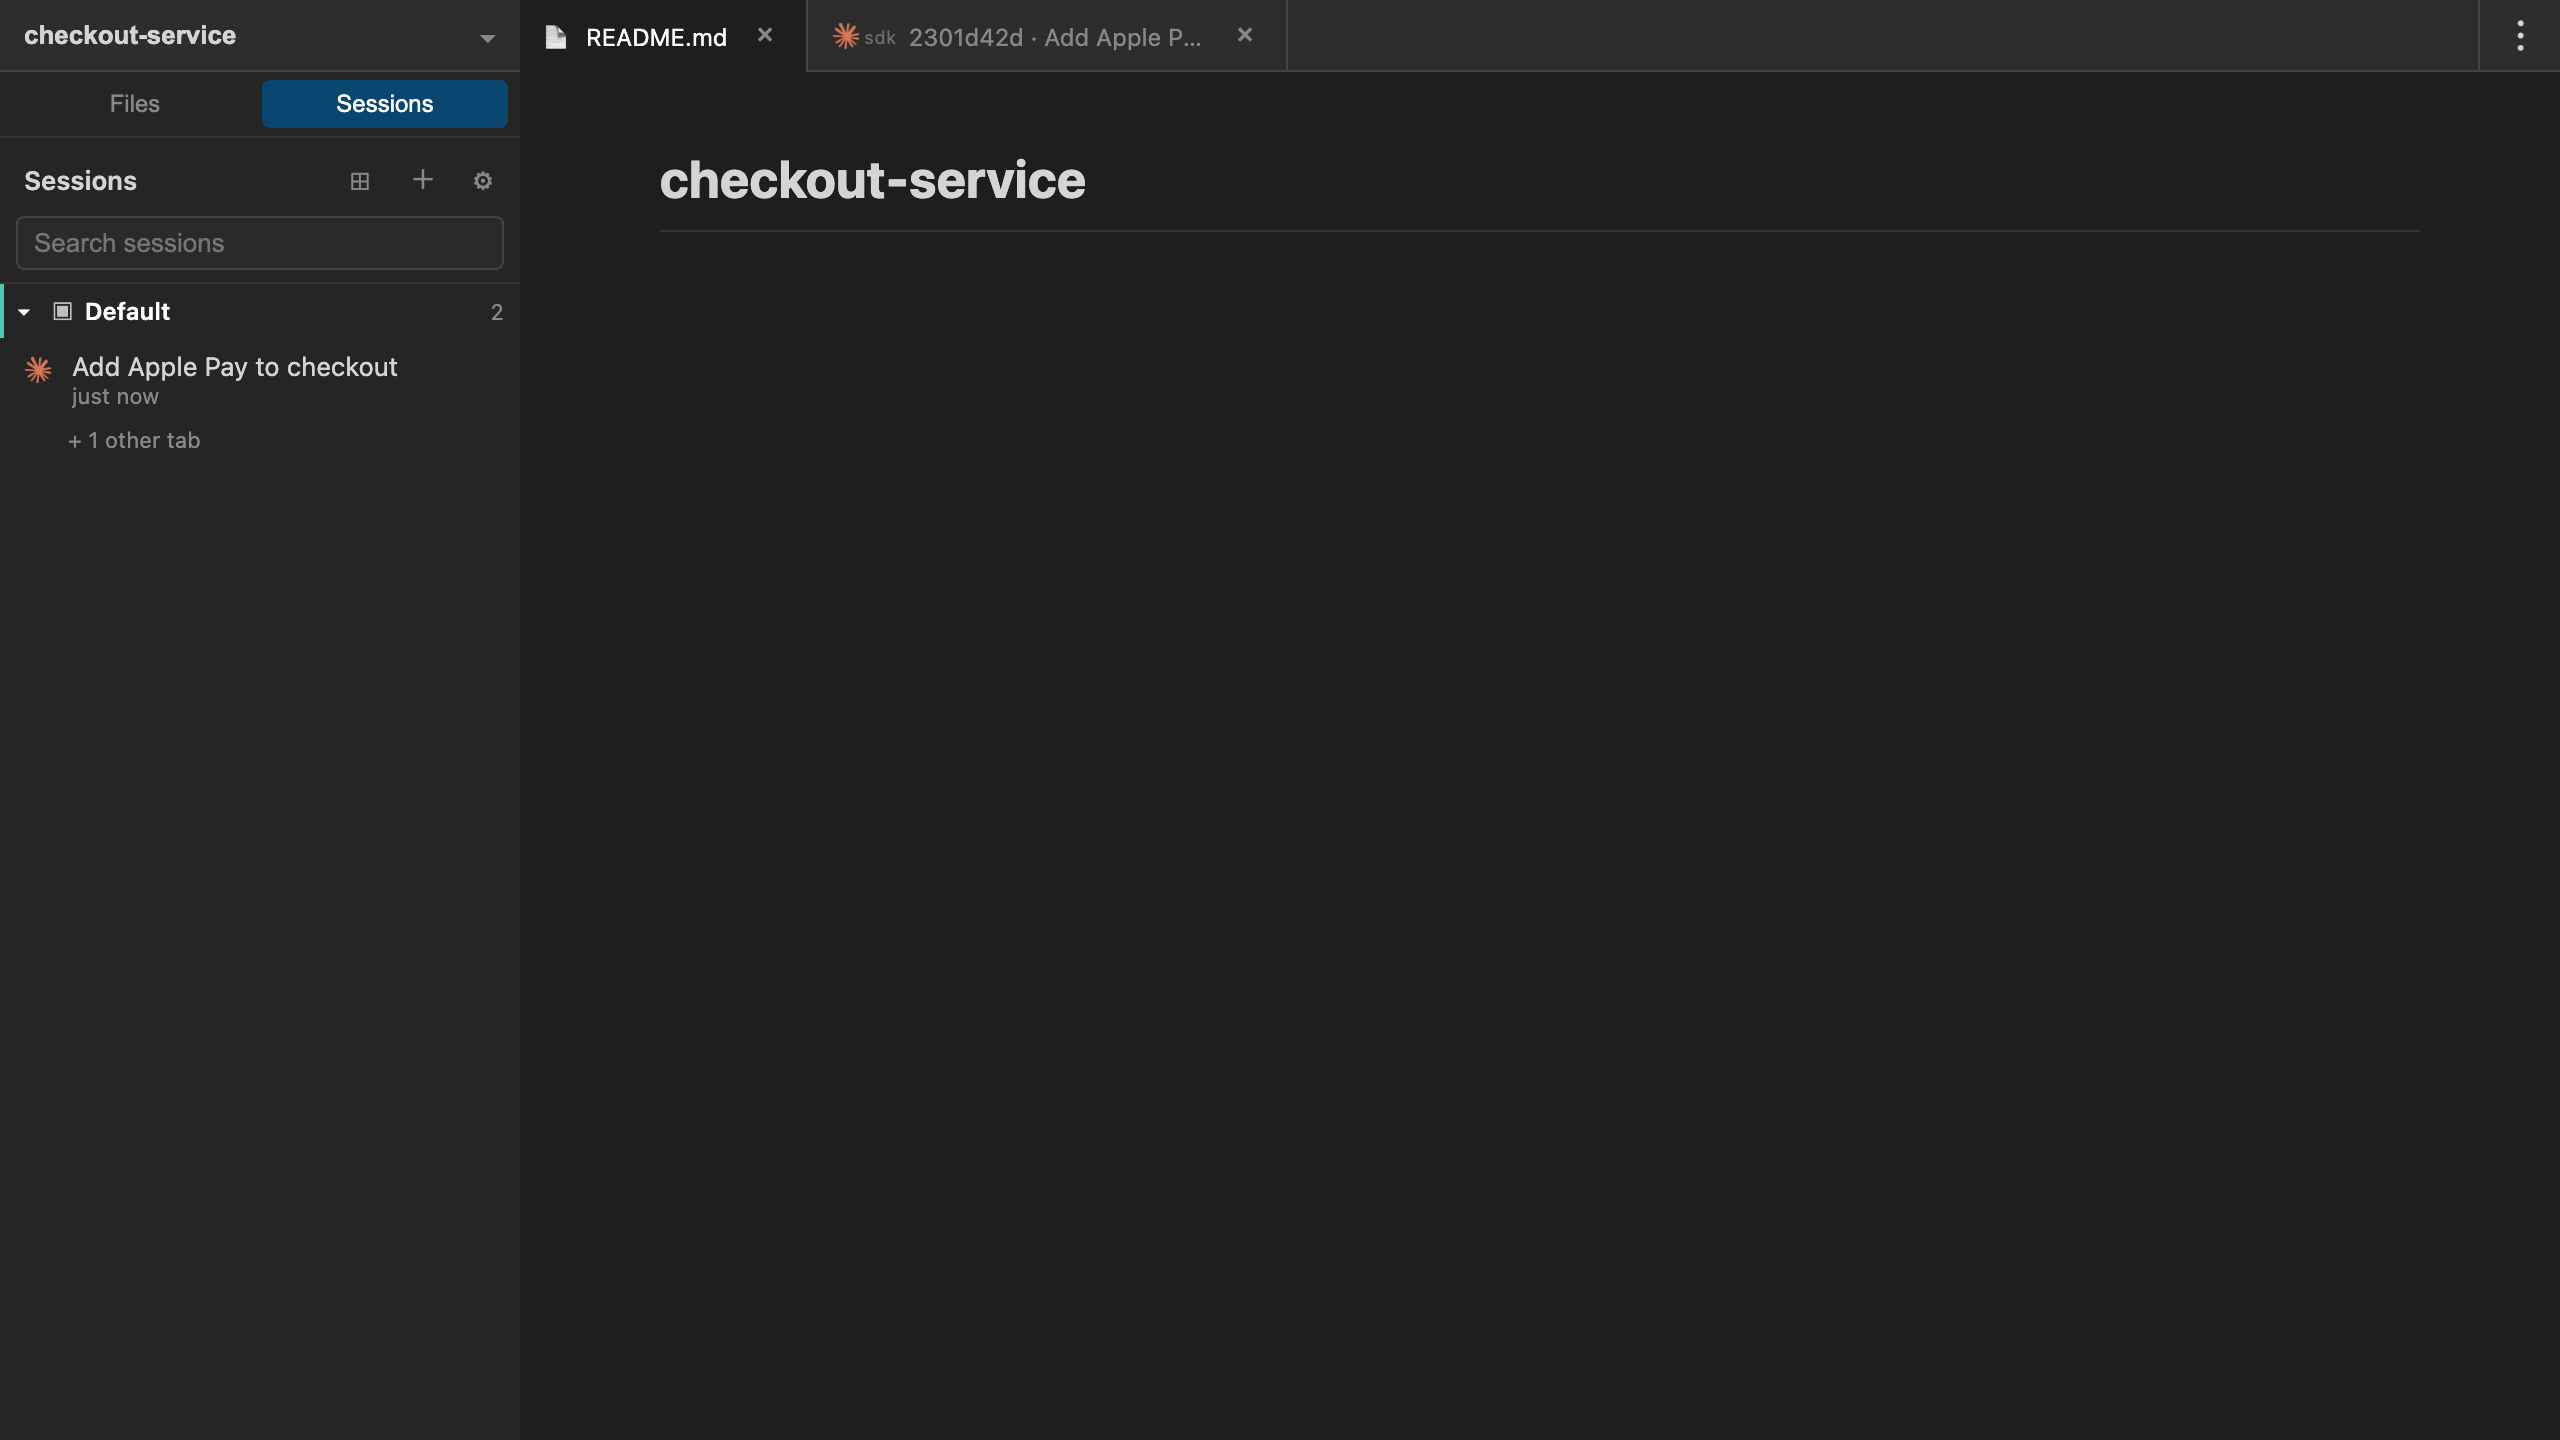 checkout-service
README.md
sdk 2301d42d · Add Apple P...
Files
Sessions
Sessions
Search sessions
Default
2
Add Apple Pay to checkout
just now
+ 1 other tab
checkout-service